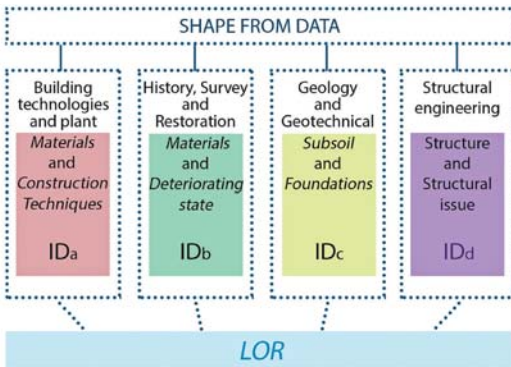 SHAPE FROM DATA
Building
technologies
and plant
Materials
and
Construction
Techniques
IDa
History, Survey
and
Restoration
Materials
and
Deteriorating
state
IDb
Geology
and
Geotechnical
Subsoil
and
Foundations
IDc
Structural
engineering
Structure
and
Structural
issue
IDd
LOR